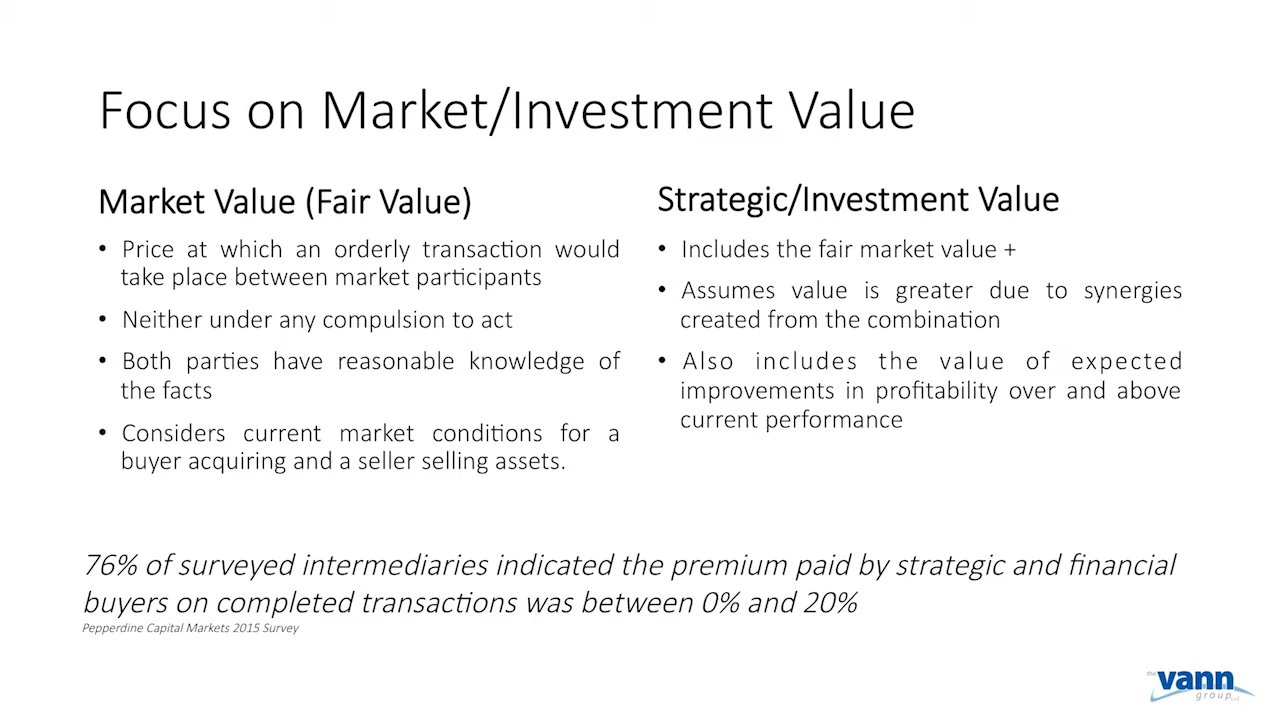 Focus on Market/Investment Value
Market Value (Fair Value)
• Price at which an orderly transaction would
take place between market participants
• Neither under any compulsion to act
• Both parties have reasonable knowledge of
the facts
• Considers current market conditions for a
buyer acquiring and a seller selling assets.
Strategic/Investment Value
• Includes the fair market value +
• Assumes value is greater due to synergies
created from the combination
• Also includes the value of expected
improvements in profitability over and above
current performance
76% of surveyed intermediaries indicated the premium paid by strategic and financial
buyers on completed transactions was between 0% and 20%
Pepperdine Capital Markets 2015 Survey
the vann
group LLC